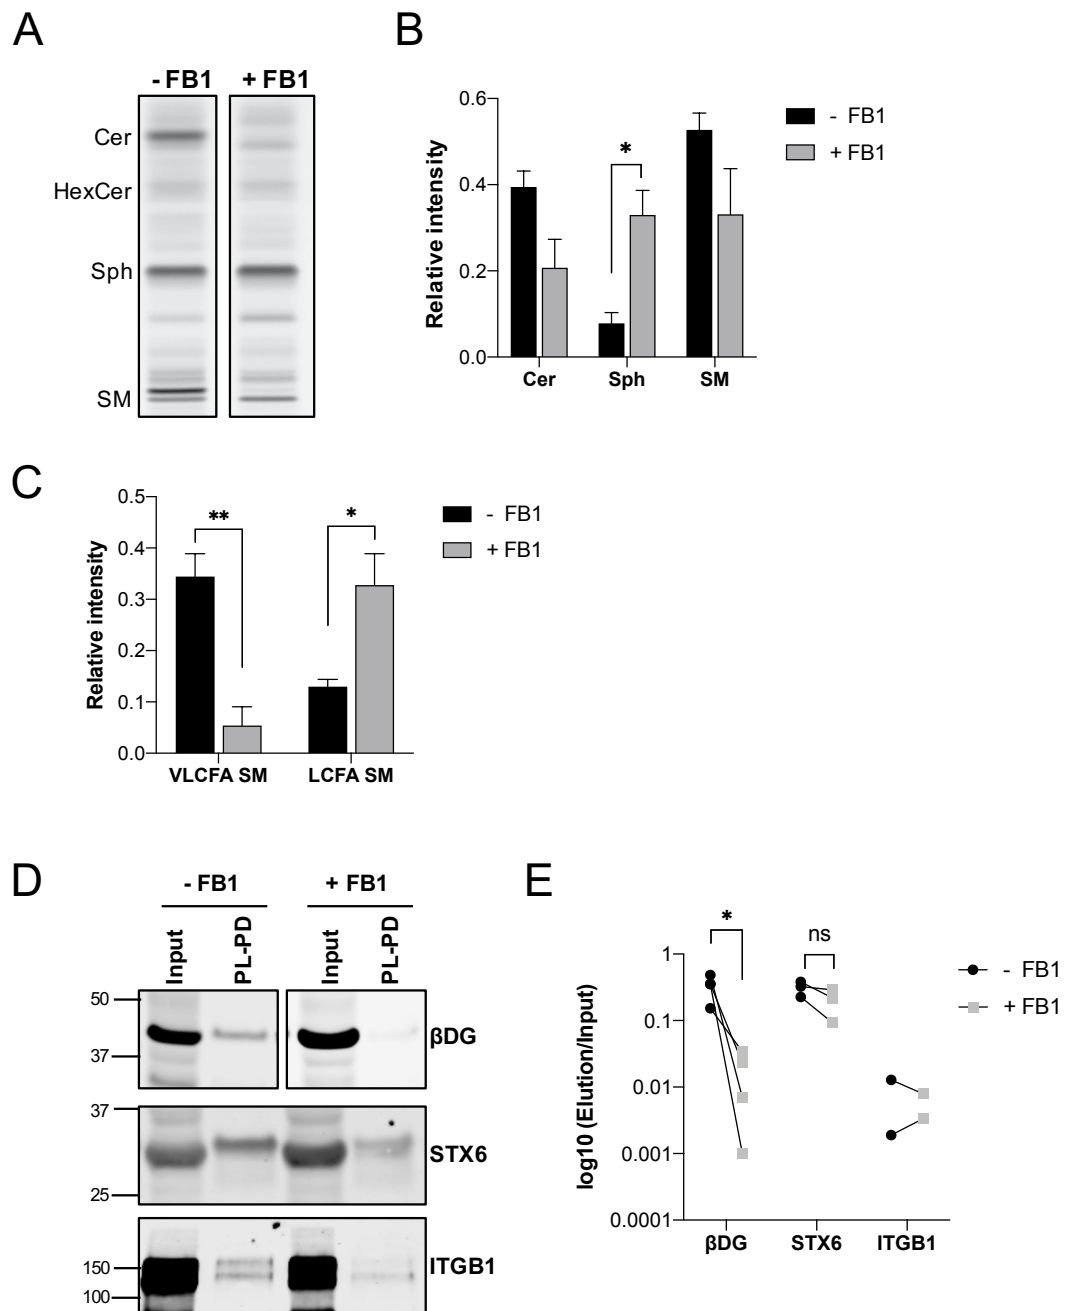 A
- FB1 + FB1
Cer
HexCer
Sph
SM
B
Relative intensity
0.6
0.4
0.2
0.0
*
Cer Sph SM
- FB1
+ FB1
C
Relative intensity
0.5
0.4
0.3
0.2
0.1
0.0
** *
VLCFA SM LCFA SM
- FB1
+ FB1
D
- FB1 + FB1
Input PL-PD Input PL-PD
50
37
βDG
37
25
STX6
150
100
ITGB1
E
log10 (Elution/Input)
1
0.1
0.01
0.001
0.0001
* ns
βDG STX6 ITGB1
- FB1
+ FB1